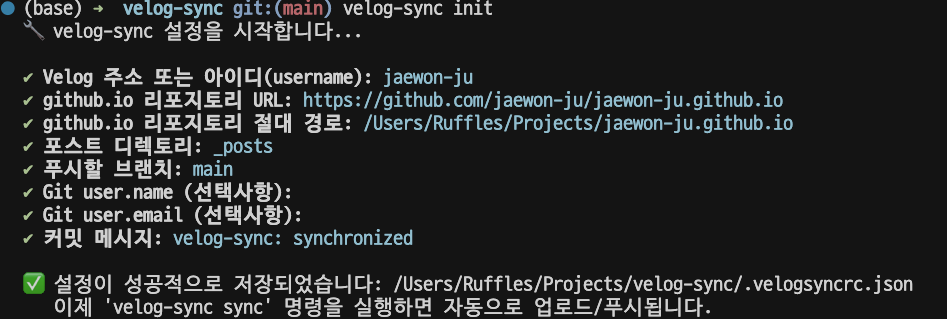 (base) ➜  velog-sync git:(main) velog-sync init
🔧 velog-sync 설정을 시작합니다...
✔ Velog 주소 또는 아이디(username): jaewon-ju
✔ github.io 리포지토리 URL: https://github.com/jaewon-ju/jaewon-ju.github.io
✔ github.io 리포지토리 절대 경로: /Users/Ruffles/Projects/jaewon-ju.github.io
✔ 포스트 디렉토리: _posts
✔ 푸시할 브랜치: main
✔ Git user.name (선택사항):
✔ Git user.email (선택사항):
✔ 커밋 메시지: velog-sync: synchronized
✅ 설정이 성공적으로 저장되었습니다: /Users/Ruffles/Projects/velog-sync/.velogsyncrc.json
이제 'velog-sync sync' 명령을 실행하면 자동으로 업로드/푸시됩니다.